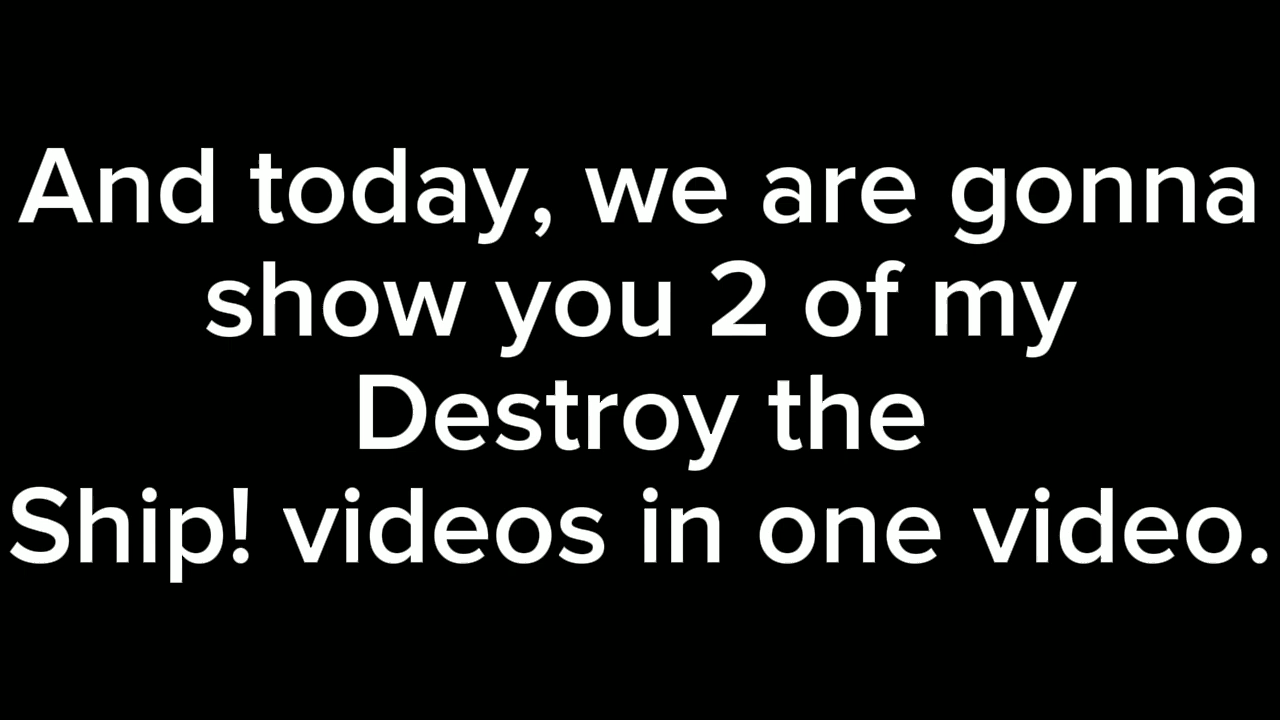 And today, we are gonna
show you 2 of my
Destroy the
Ship! videos in one video.